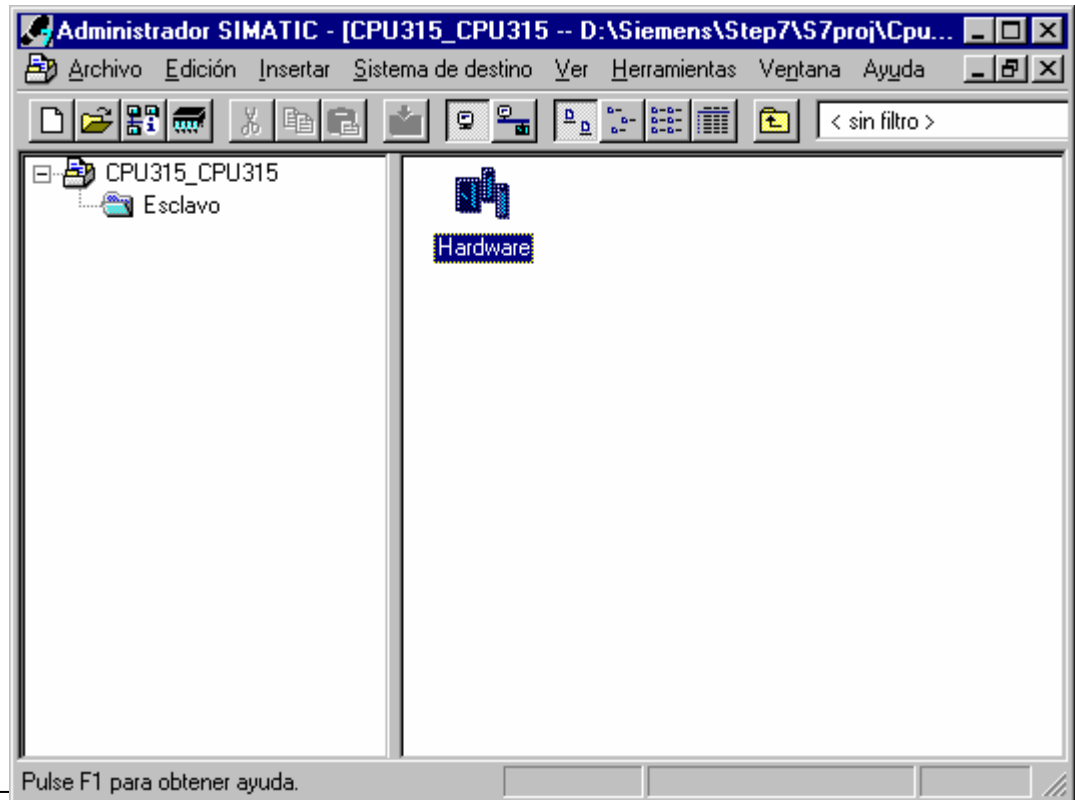 Administrador SIMATIC - [CPU315_CPU315 -- D:\Siemens\Step7\S7proj\Cpu...
Archivo Edición Insertar Sistema de destino Ver Herramientas Ventana Ayuda
< sin filtro >
CPU315_CPU315
Esclavo
Hardware
Pulse F1 para obtener ayuda.